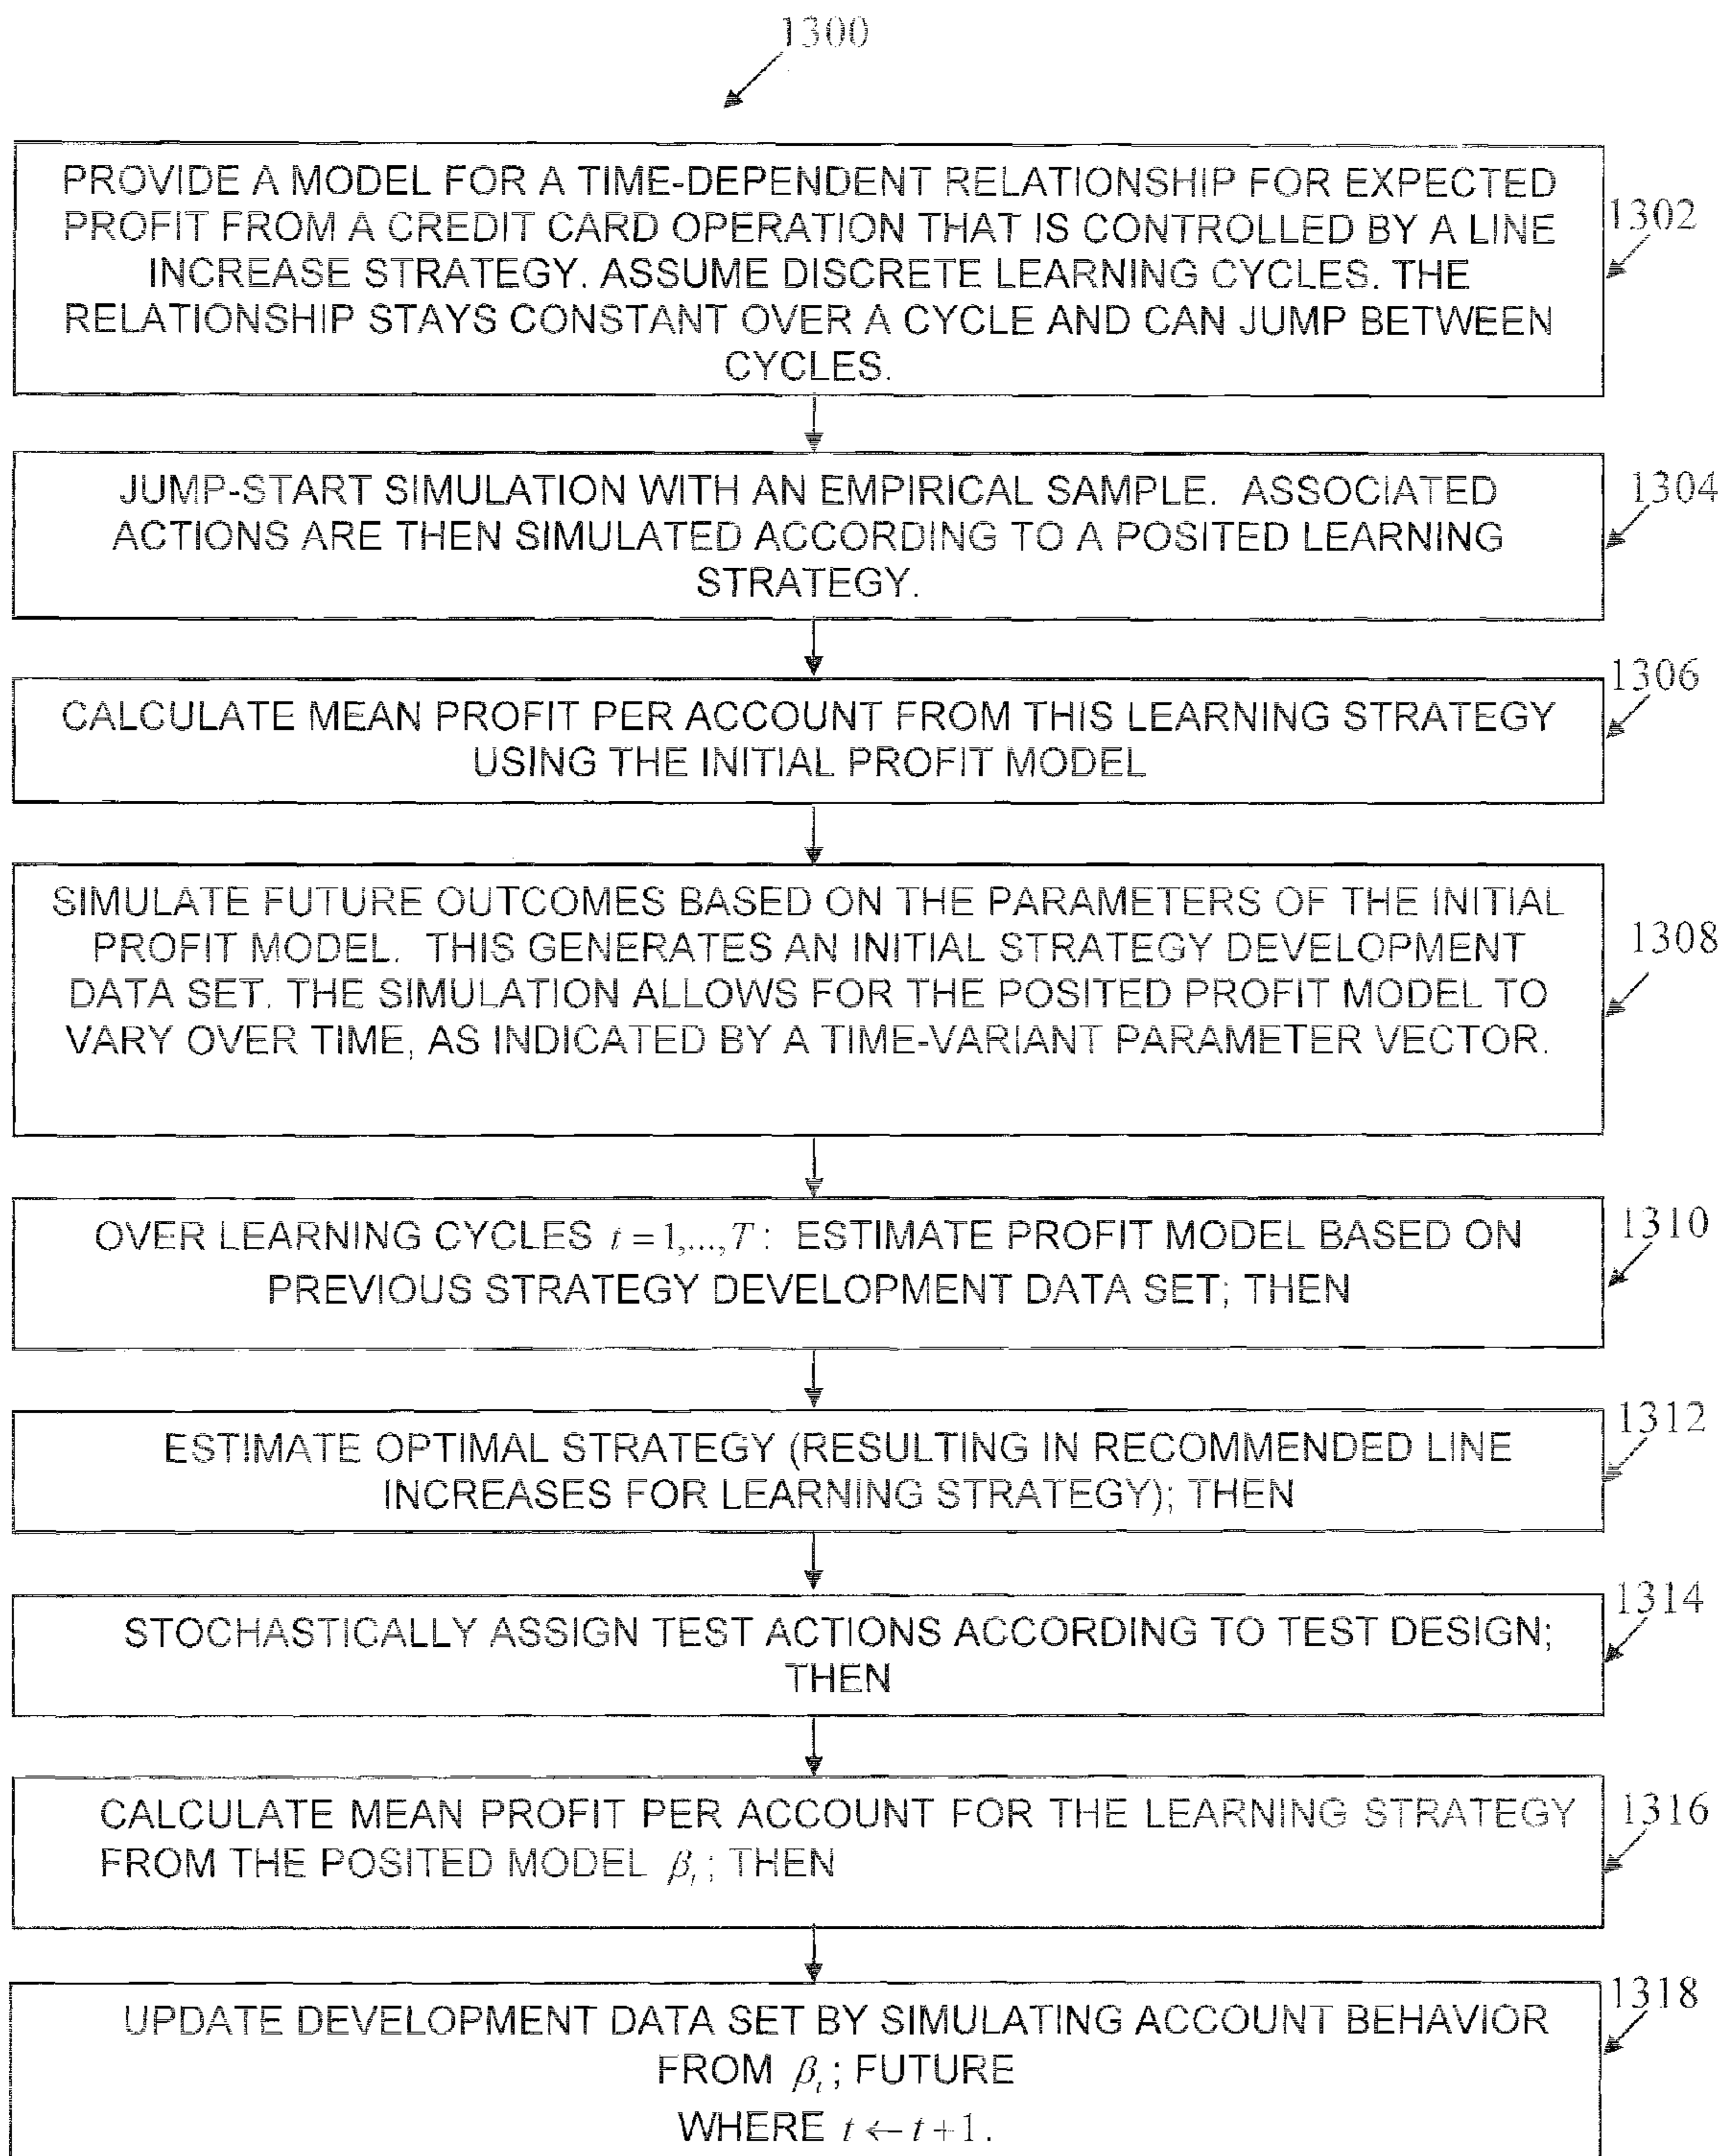 1300
PROVIDE A MODEL FOR A TIME-DEPENDENT RELATIONSHIP FOR EXPECTED
PROFIT FROM A CREDIT CARD OPERATION THAT IS CONTROLLED BY A LINE
INCREASE STRATEGY. ASSUME DISCRETE LEARNING CYCLES. THE
RELATIONSHIP STAYS CONSTANT OVER A CYCLE AND CAN JUMP BETWEEN
CYCLES.
1302
JUMP-START SIMULATION WITH AN EMPIRICAL SAMPLE. ASSOCIATED
ACTIONS ARE THEN SIMULATED ACCORDING TO A POSITED LEARNING
STRATEGY.
1304
CALCULATE MEAN PROFIT PER ACCOUNT FROM THIS LEARNING STRATEGY
USING THE INITIAL PROFIT MODEL
1306
SIMULATE FUTURE OUTCOMES BASED ON THE PARAMETERS OF THE INITIAL
PROFIT MODEL. THIS GENERATES AN INITIAL STRATEGY DEVELOPMENT
DATA SET. THE SIMULATION ALLOWS FOR THE POSITED PROFIT MODEL TO
VARY OVER TIME, AS INDICATED BY A TIME-VARIANT PARAMETER VECTOR.
1308
OVER LEARNING CYCLES t = 1,...,T : ESTIMATE PROFIT MODEL BASED ON
PREVIOUS STRATEGY DEVELOPMENT DATA SET; THEN
1310
ESTIMATE OPTIMAL STRATEGY (RESULTING IN RECOMMENDED LINE
INCREASES FOR LEARNING STRATEGY); THEN
1312
STOCHASTICALLY ASSIGN TEST ACTIONS ACCORDING TO TEST DESIGN;
THEN
1314
CALCULATE MEAN PROFIT PER ACCOUNT FOR THE LEARNING STRATEGY
FROM THE POSITED MODEL βₜ ; THEN
1316
UPDATE DEVELOPMENT DATA SET BY SIMULATING ACCOUNT BEHAVIOR
FROM βₜ ; FUTURE
WHERE t ← t + 1 .
1318